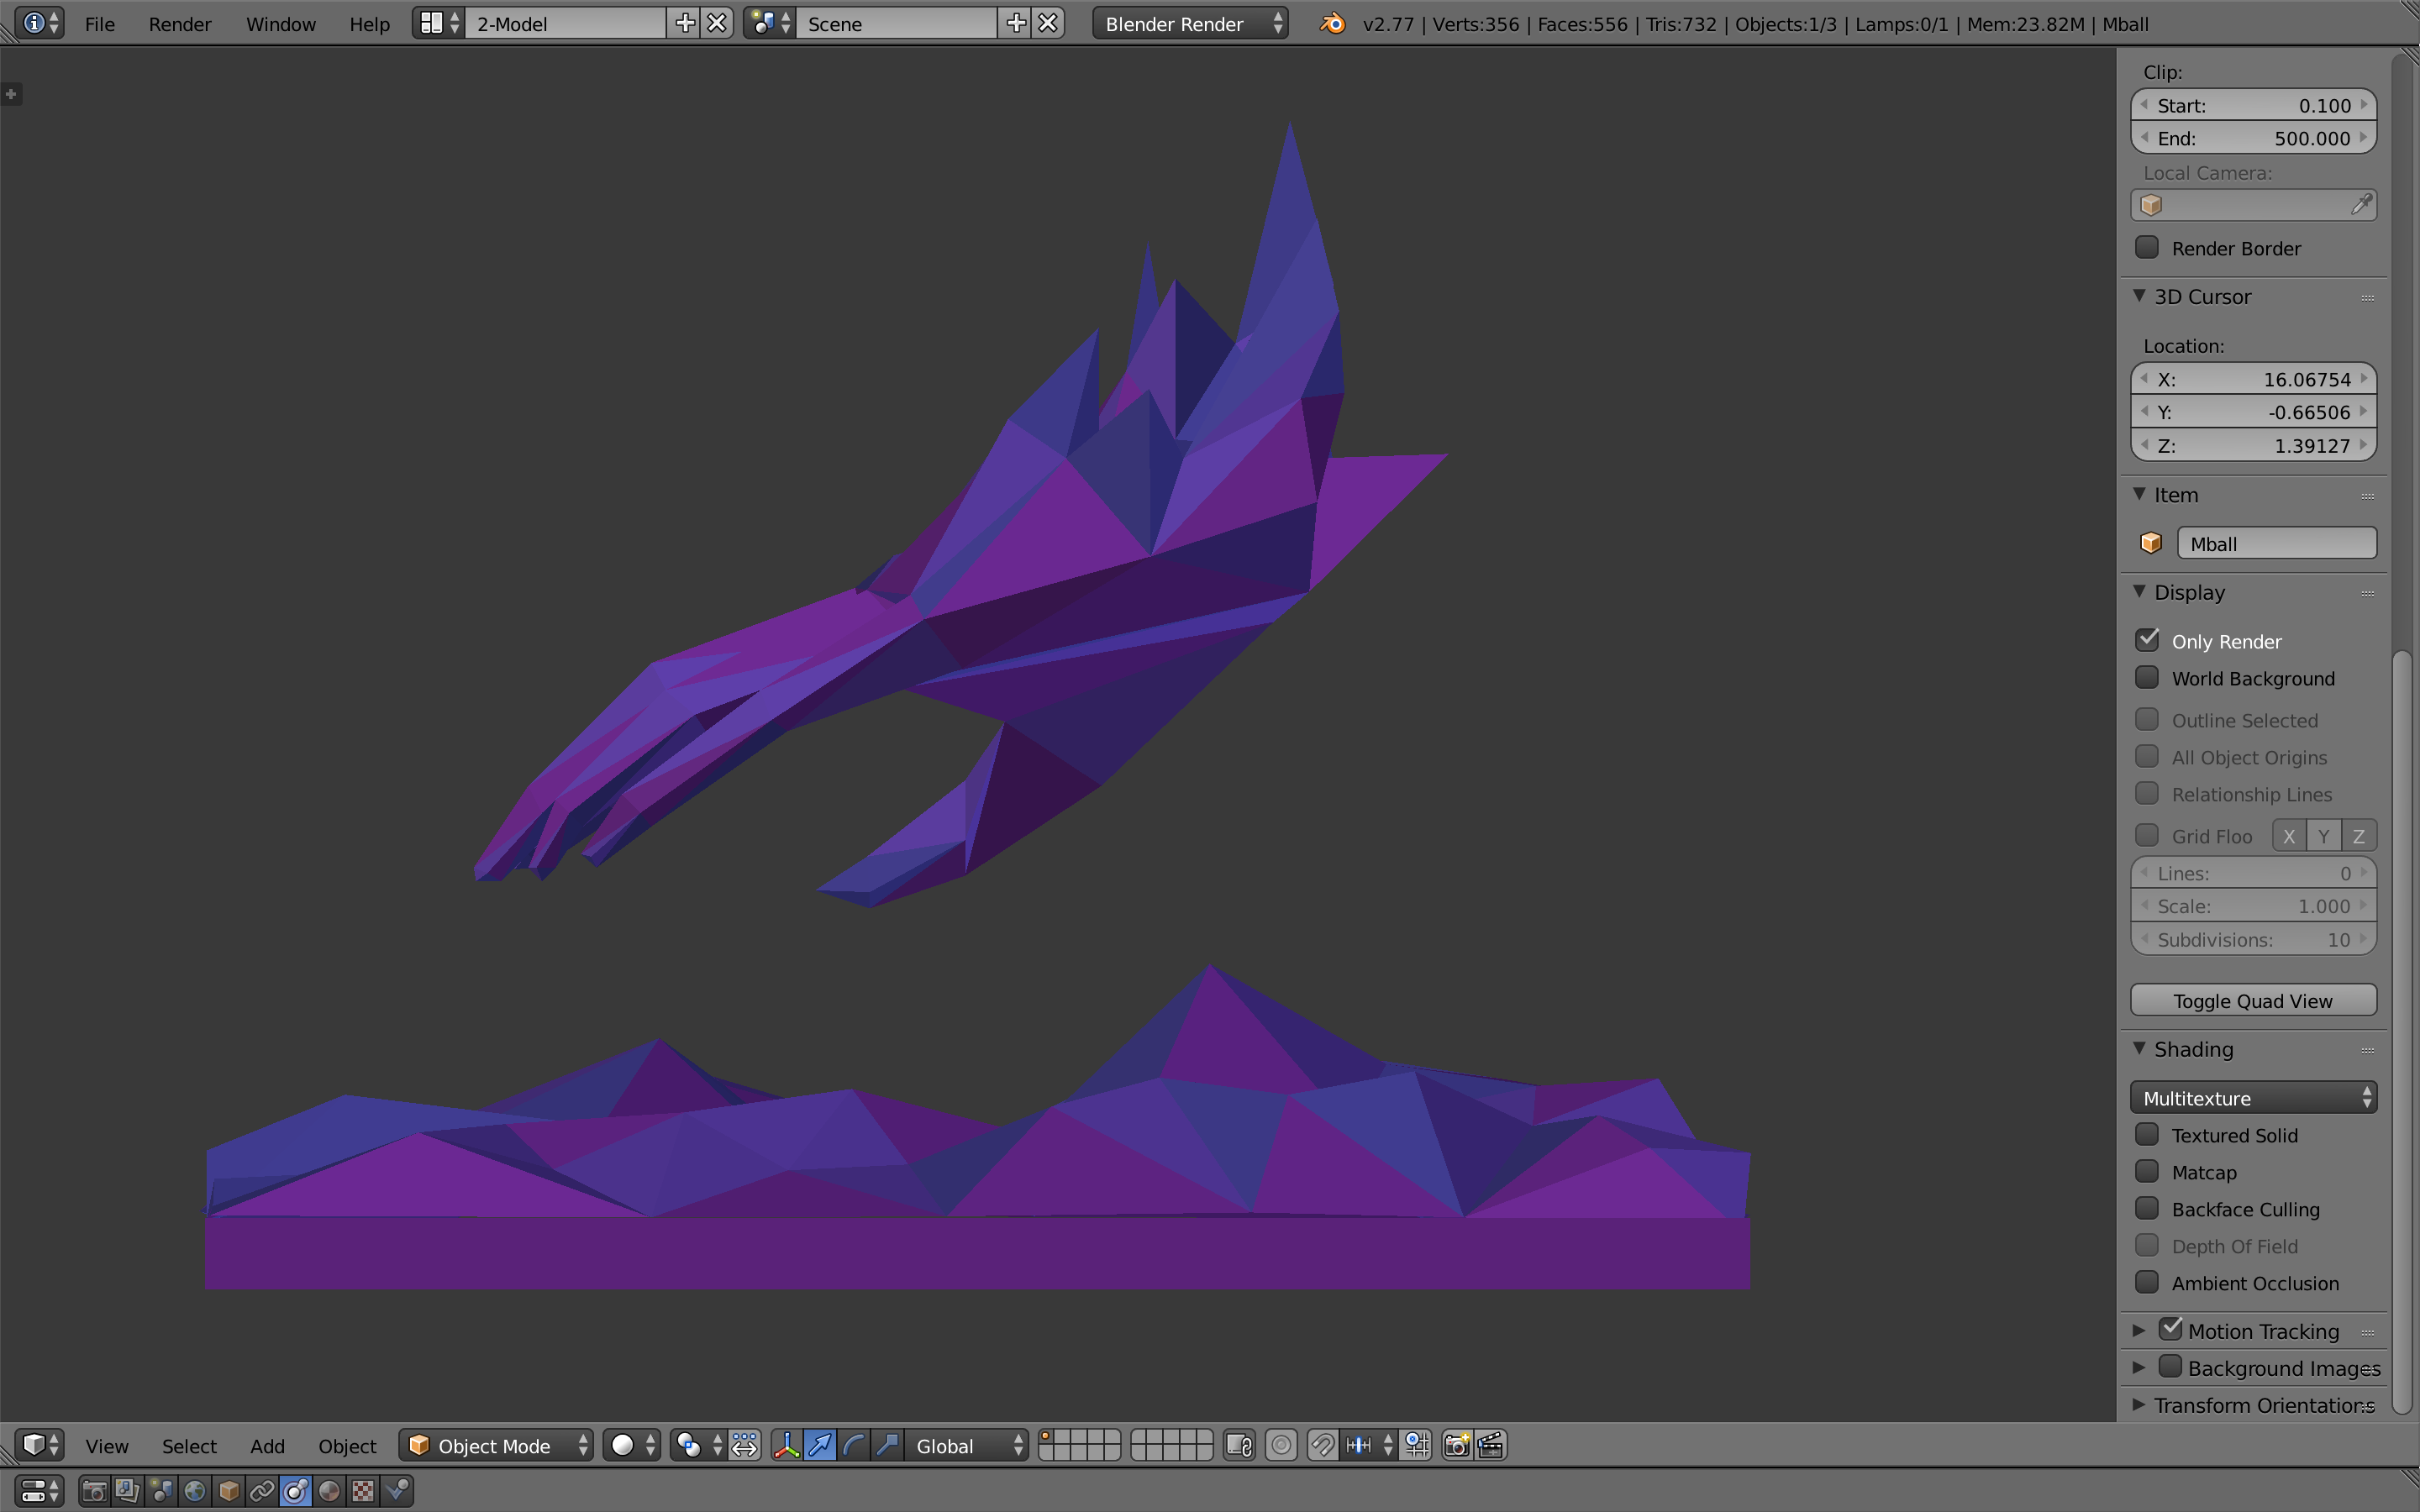 File Render Window Help 2-Model Scene Blender Render v2.77 | Verts:356 | Faces:556 | Tris:732 | Objects:1/3 | Lamps:0/1 | Mem:23.82M | Mball
Clip:
Start: 0.100
End: 500.000
Local Camera:
Render Border
3D Cursor
Location:
X: 16.06754
Y: -0.66506
Z: 1.39127
Item
Mball
Display
Only Render
World Background
Outline Selected
All Object Origins
Relationship Lines
Grid Floo X Y Z
Lines: 0
Scale: 1.000
Subdivisions: 10
Toggle Quad View
Shading
Multitexture
Textured Solid
Matcap
Backface Culling
Depth Of Field
Ambient Occlusion
Motion Tracking
Background Images
Transform Orientations
View Select Add Object Object Mode Global